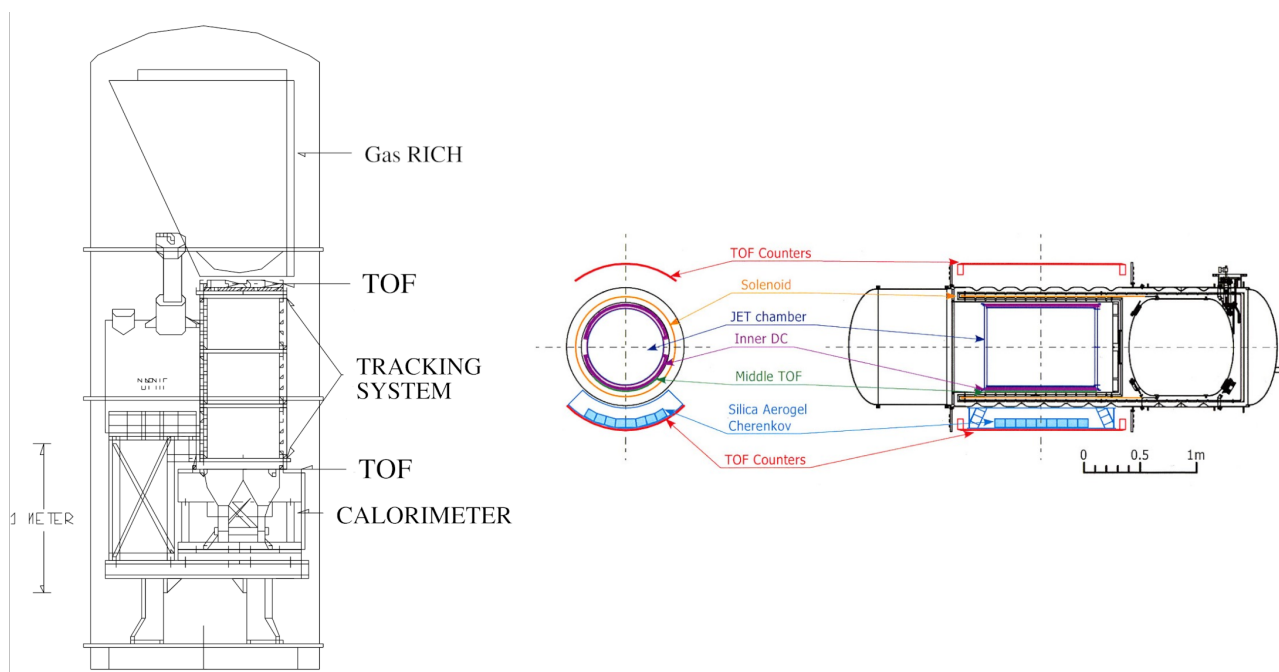 Gas RICH
TOF
TRACKING
SYSTEM
TOF
CALORIMETER
METER
TOF Counters
Solenoid
JET chamber
Inner DC
Middle TOF
Silica Aerogel
Cherenkov
TOF Counters
0 0.5 1m